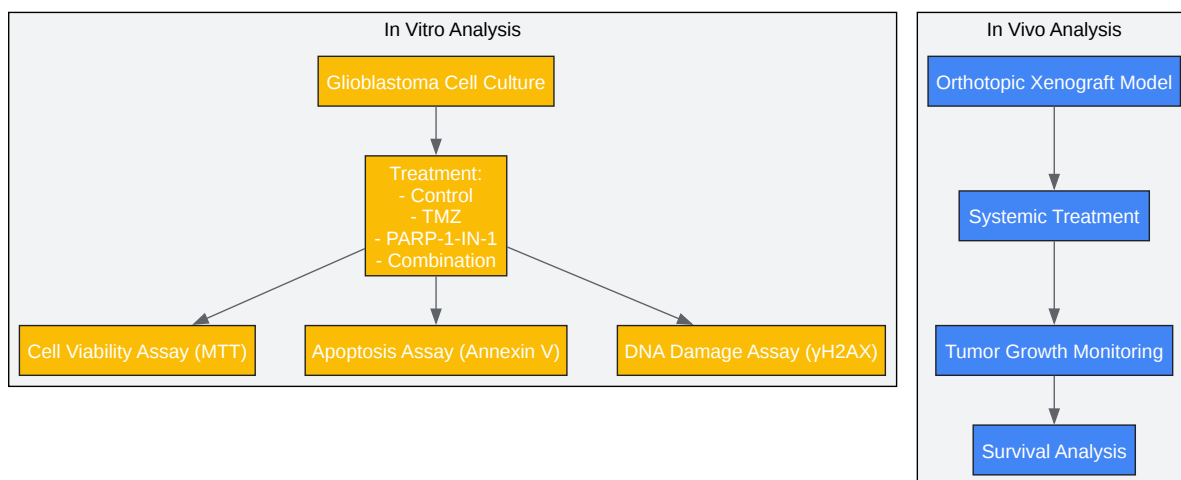 In Vitro Analysis
Glioblastoma Cell Culture
Treatment:
- Control
- TMZ
- PARP-1-IN-1
- Combination
Cell Viability Assay (MTT)
Apoptosis Assay (Annexin V)
DNA Damage Assay (γH2AX)
In Vivo Analysis
Orthotopic Xenograft Model
Systemic Treatment
Tumor Growth Monitoring
Survival Analysis